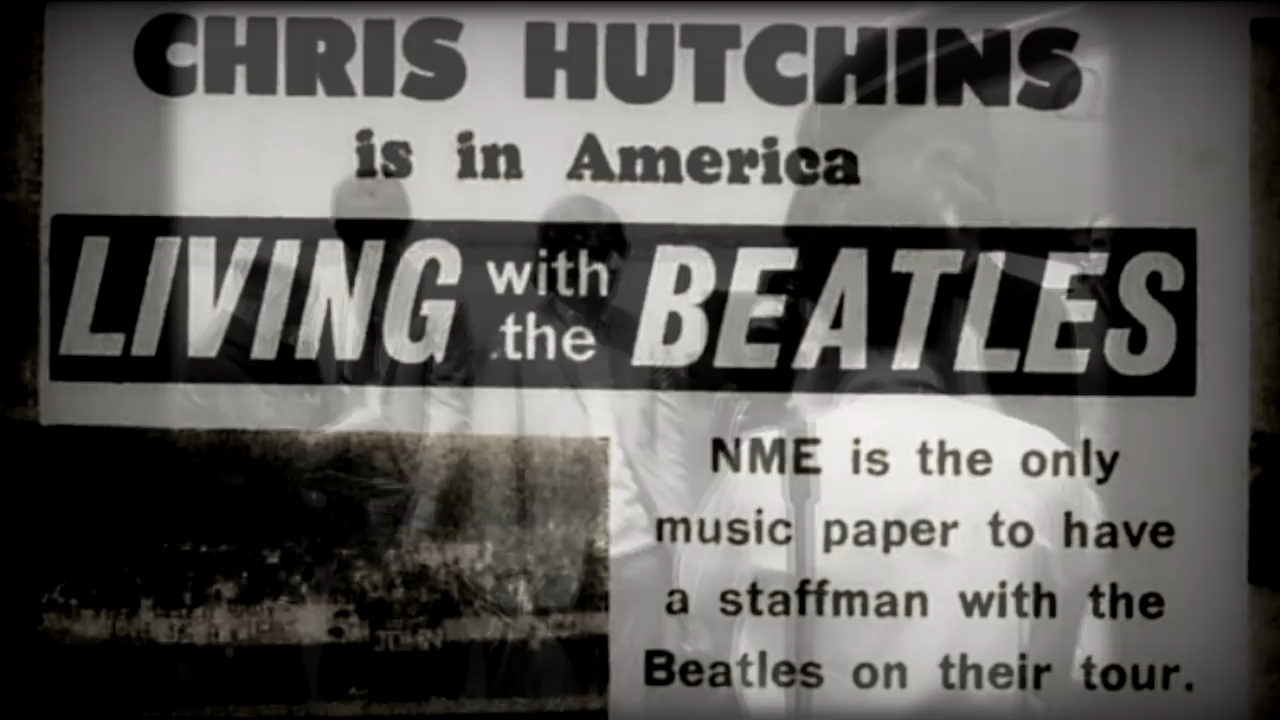 CHRIS HUTCHINS
is in America
LIVING with the BEATLES
NME is the only
music paper to have
a staffman with the
Beatles on their tour.
JOHN